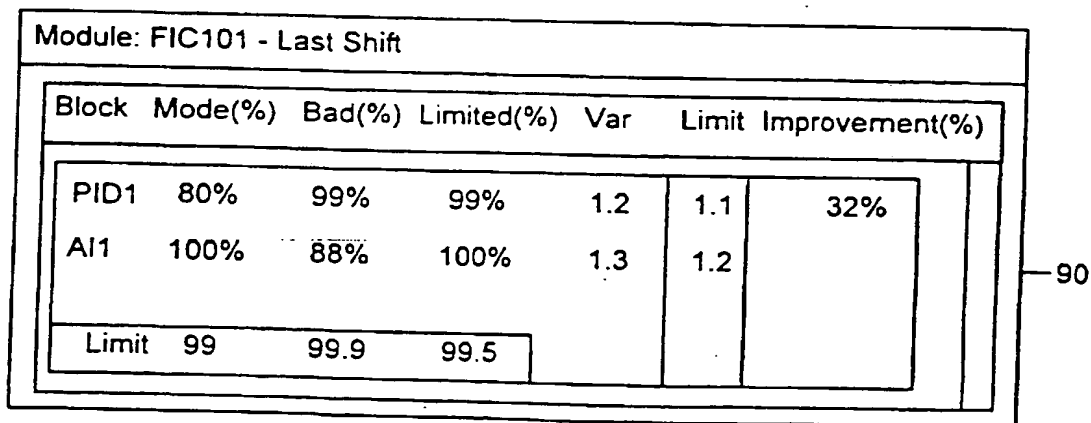 Module: FIC101 - Last Shift
Block Mode(%) Bad(%) Limited(%) Var Limit Improvement(%)
PID1 80% 99% 99% 1.2 1.1 32%
AI1 100% 88% 100% 1.3 1.2
90
Limit 99 99.9 99.5